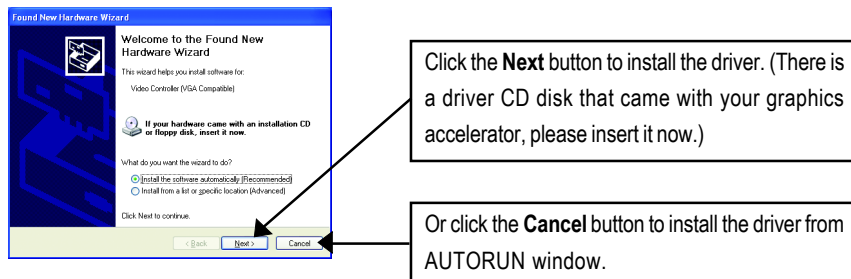 Found New Hardware Wizard
Welcome to the Found New
Hardware Wizard
This wizard helps you install software for:
Video Controller (VGA Compatible)
If your hardware came with an installation CD
or floppy disk, insert it now.
What do you want the wizard to do?
Install the software automatically (Recommended)
Install from a list or specific location (Advanced)
Click Next to continue.
< Back
Next >
Cancel
Click the Next button to install the driver. (There is
a driver CD disk that came with your graphics
accelerator, please insert it now.)
Or click the Cancel button to install the driver from
AUTORUN window.